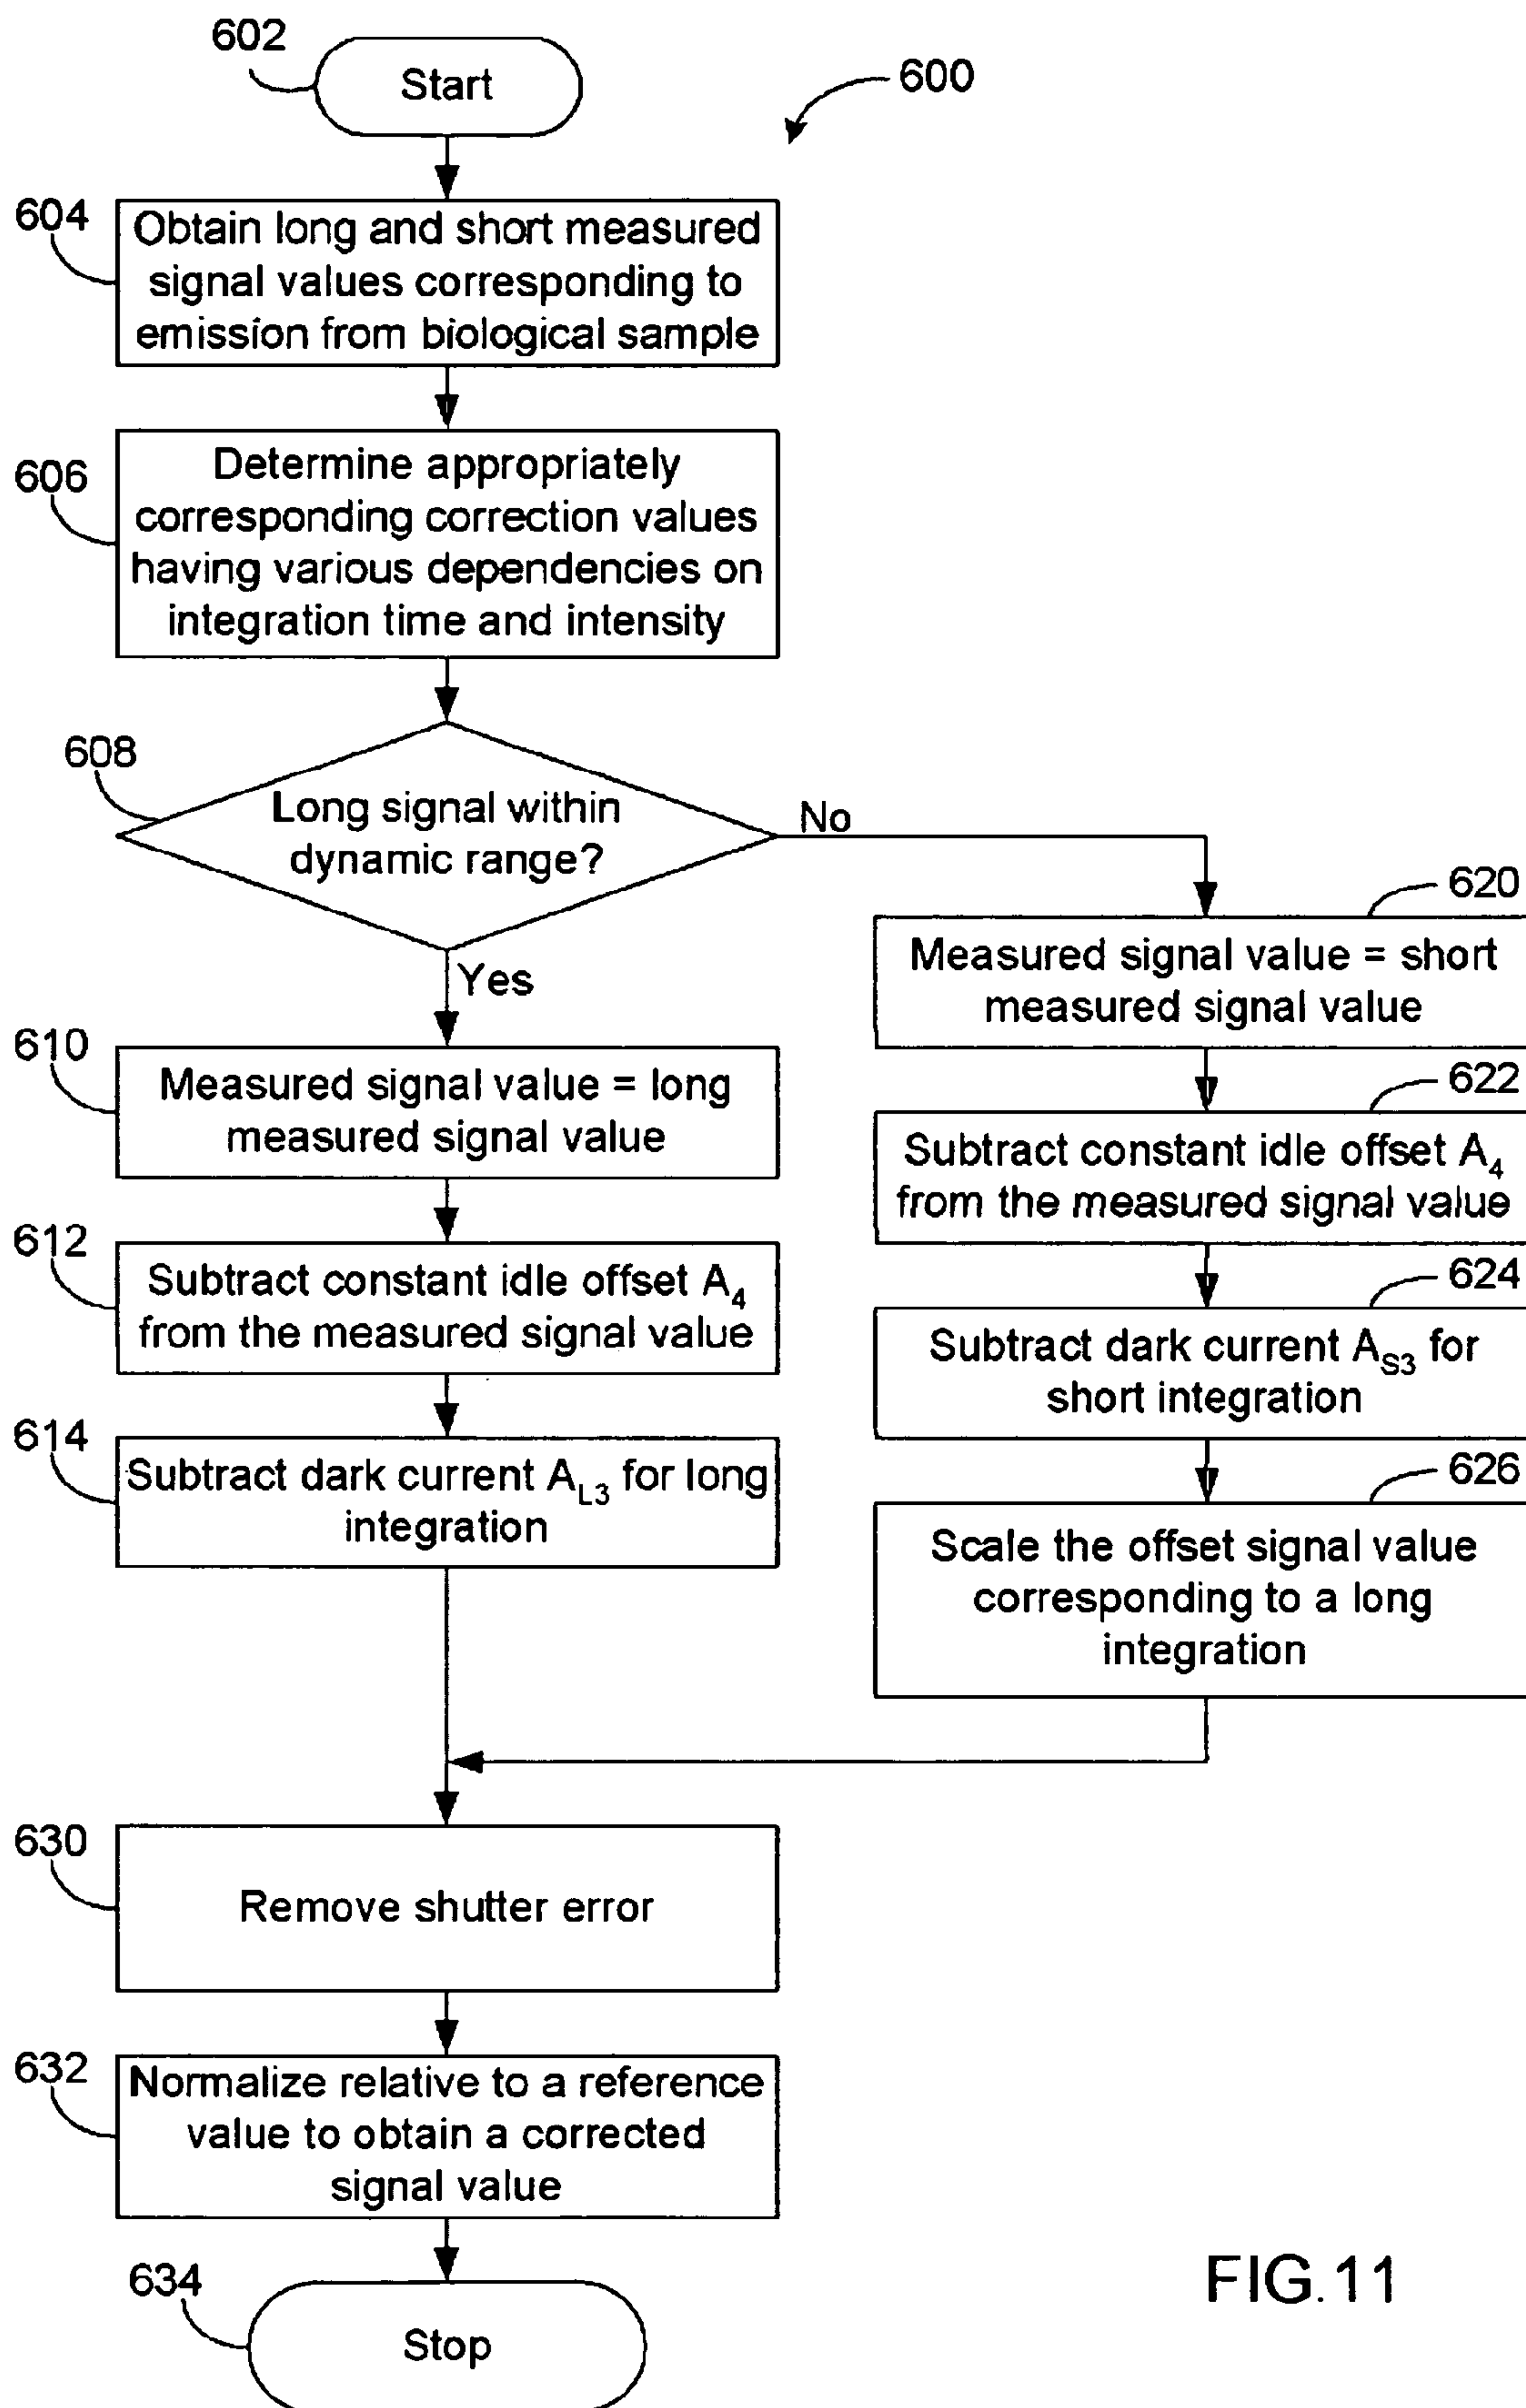 602
Start
600
604
Obtain long and short measured
signal values corresponding to
emission from biological sample
606
Determine appropriately
corresponding correction values
having various dependencies on
integration time and intensity
608
Long signal within
dynamic range?
No
Yes
610
Measured signal value = long
measured signal value
612
Subtract constant idle offset A4
from the measured signal value
614
Subtract dark current AL3 for long
integration
620
Measured signal value = short
measured signal value
622
Subtract constant idle offset A4
from the measured signal value
624
Subtract dark current AS3 for
short integration
626
Scale the offset signal value
corresponding to a long
integration
630
Remove shutter error
632
Normalize relative to a reference
value to obtain a corrected
signal value
634
Stop
FIG.11